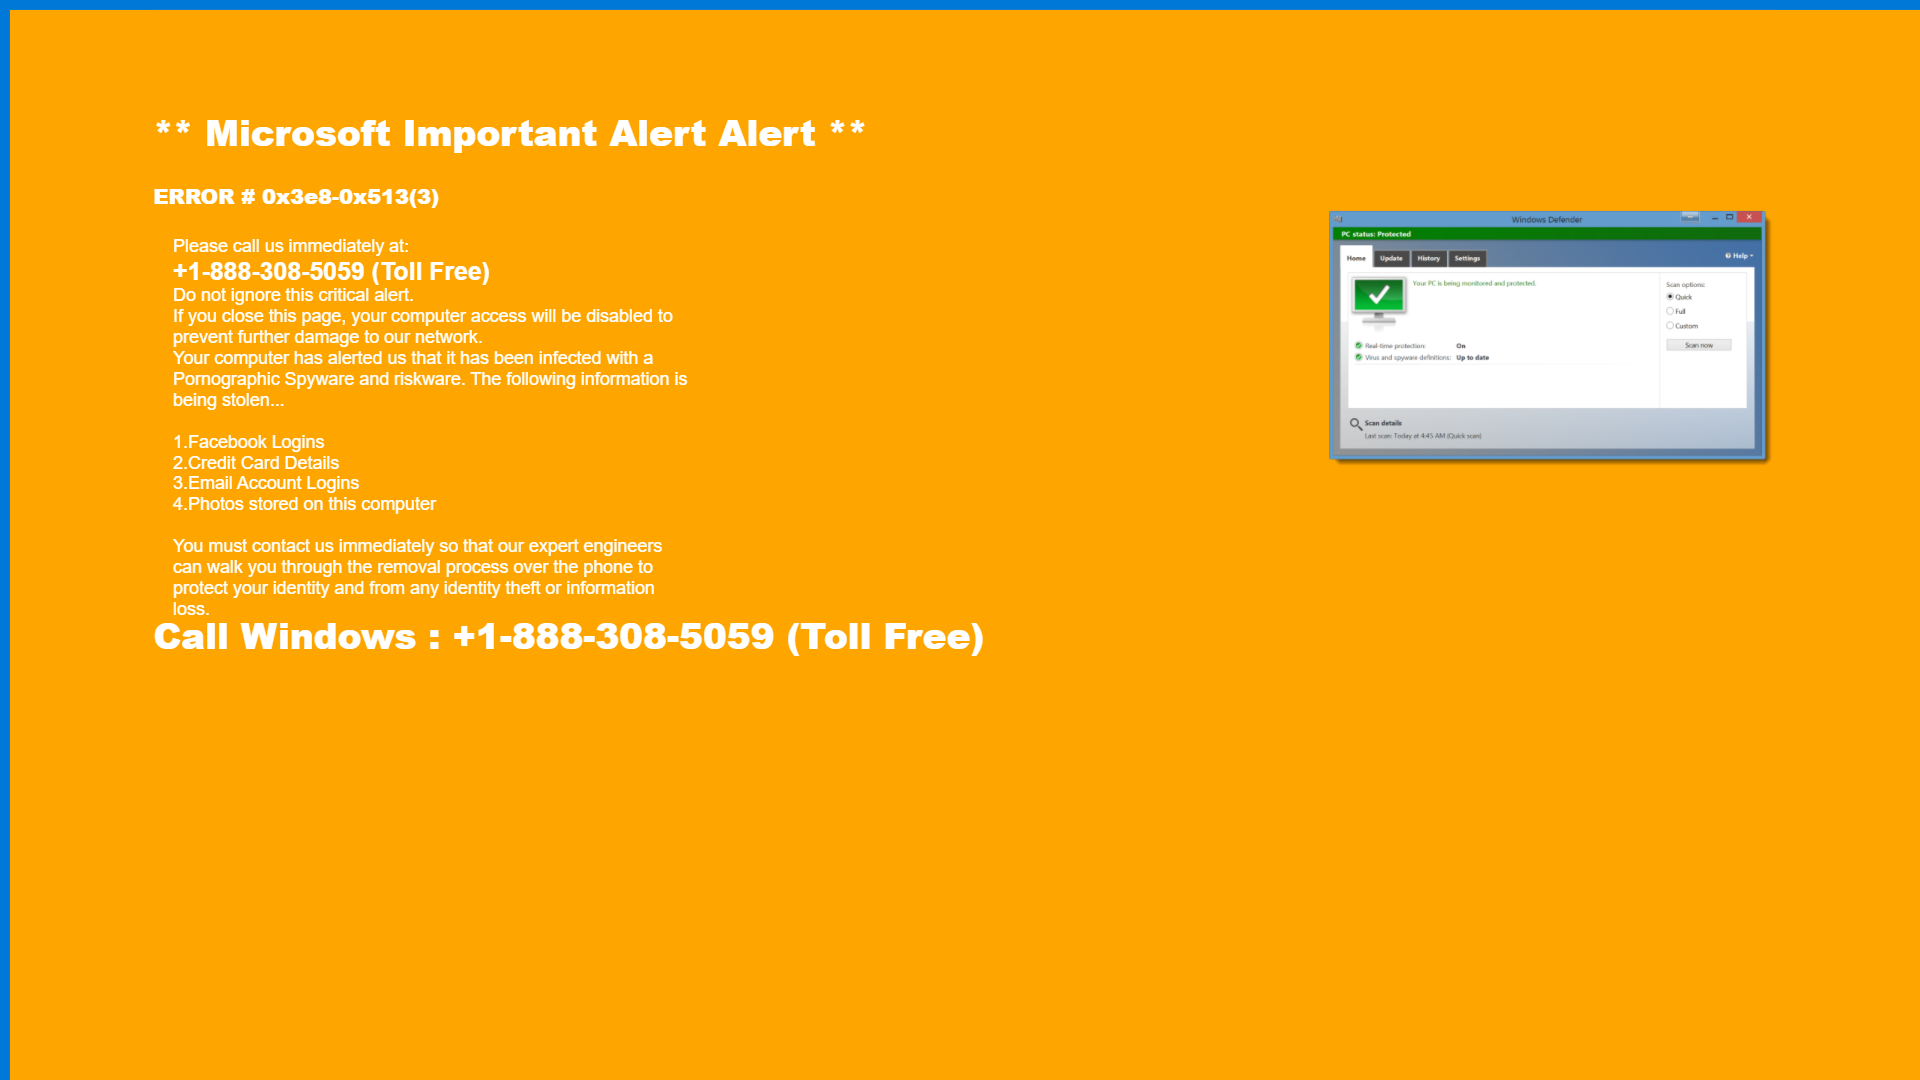 ** Microsoft Important Alert Alert **
ERROR # 0x3e8-0x513(3)
Please call us immediately at:
+1-888-308-5059 (Toll Free)
Do not ignore this critical alert.
If you close this page, your computer access will be disabled to
prevent further damage to our network.
Your computer has alerted us that it has been infected with a
Pornographic Spyware and riskware. The following information is
being stolen...
1.Facebook Logins
2.Credit Card Details
3.Email Account Logins
4.Photos stored on this computer
You must contact us immediately so that our expert engineers
can walk you through the removal process over the phone to
protect your identity and from any identity theft or information
loss.
Call Windows : +1-888-308-5059 (Toll Free)
Windows Defender
PC status: Protected
Home Update History Settings
Help
Your PC is being monitored and protected.
Scan options:
Quick
Full
Custom
Scan now
Real-time protection: On
Virus and spyware definitions: Up to date
Scan details
Last scan: Today at 4:45 AM (Quick scan)